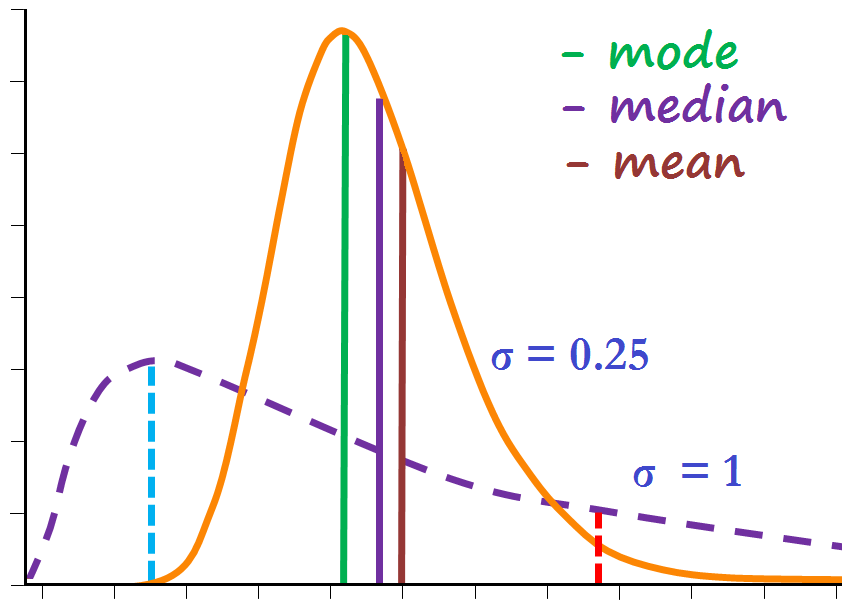 - mode
- median
- mean
σ = 0.25
σ = 1